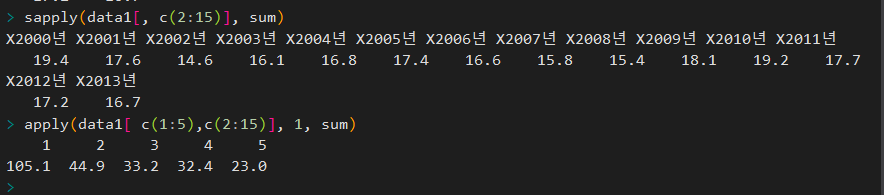 > sapply(data1[, c(2:15)], sum)
X2000년 X2001년 X2002년 X2003년 X2004년 X2005년 X2006년 X2007년 X2008년 X2009년 X2010년 X2011년
19.4 17.6 14.6 16.1 16.8 17.4 16.6 15.8 15.4 18.1 19.2 17.7
X2012년 X2013년
17.2 16.7
> apply(data1[ c(1:5),c(2:15)], 1, sum)
1 2 3 4 5
105.1 44.9 33.2 32.4 23.0
>